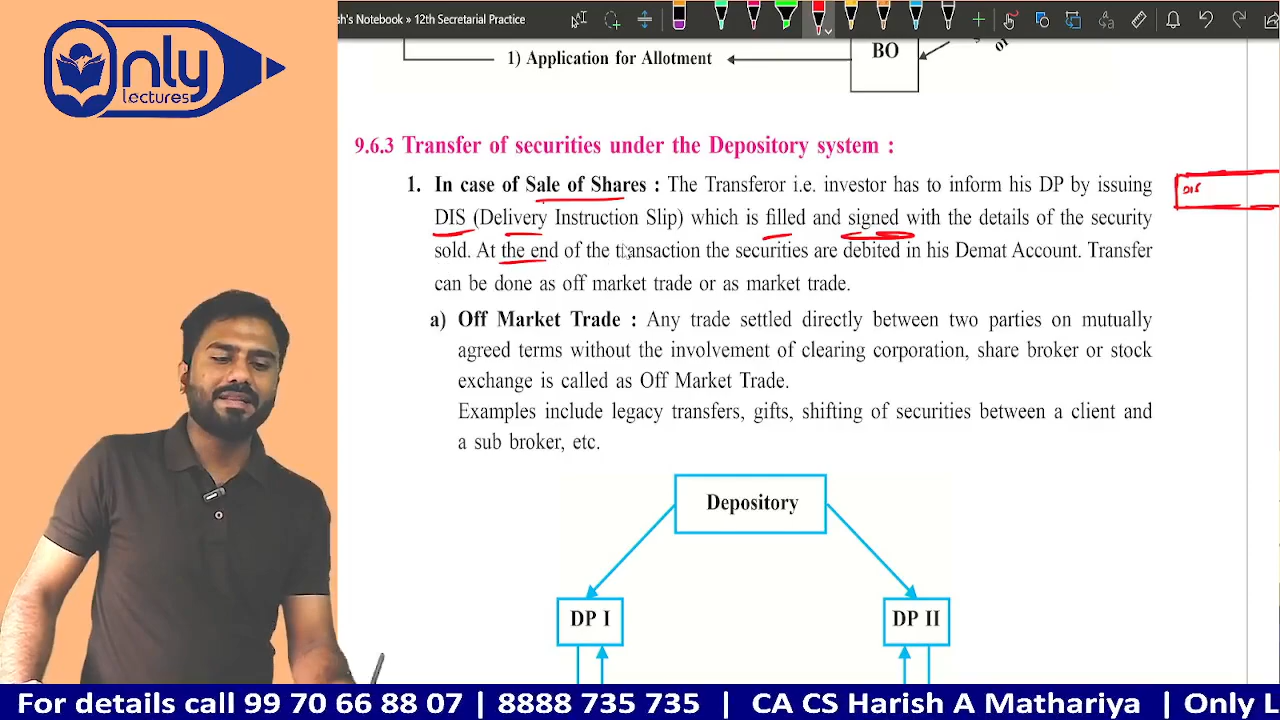 sh's Notebook » 12th Secretarial Practice
Only
lectures
1) Application for Allotment
BO
9.6.3 Transfer of securities under the Depository system :
1. In case of Sale of Shares : The Transferor i.e. investor has to inform his DP by issuing
DIS (Delivery Instruction Slip) which is filled and signed with the details of the security
sold. At the end of the transaction the securities are debited in his Demat Account. Transfer
can be done as off market trade or as market trade.
DIS
a) Off Market Trade : Any trade settled directly between two parties on mutually
agreed terms without the involvement of clearing corporation, share broker or stock
exchange is called as Off Market Trade.
Examples include legacy transfers, gifts, shifting of securities between a client and
a sub broker, etc.
Depository
DP I
DP II
For details call 99 70 66 88 07 | 8888 735 735 | CA CS Harish A Mathariya | Only L